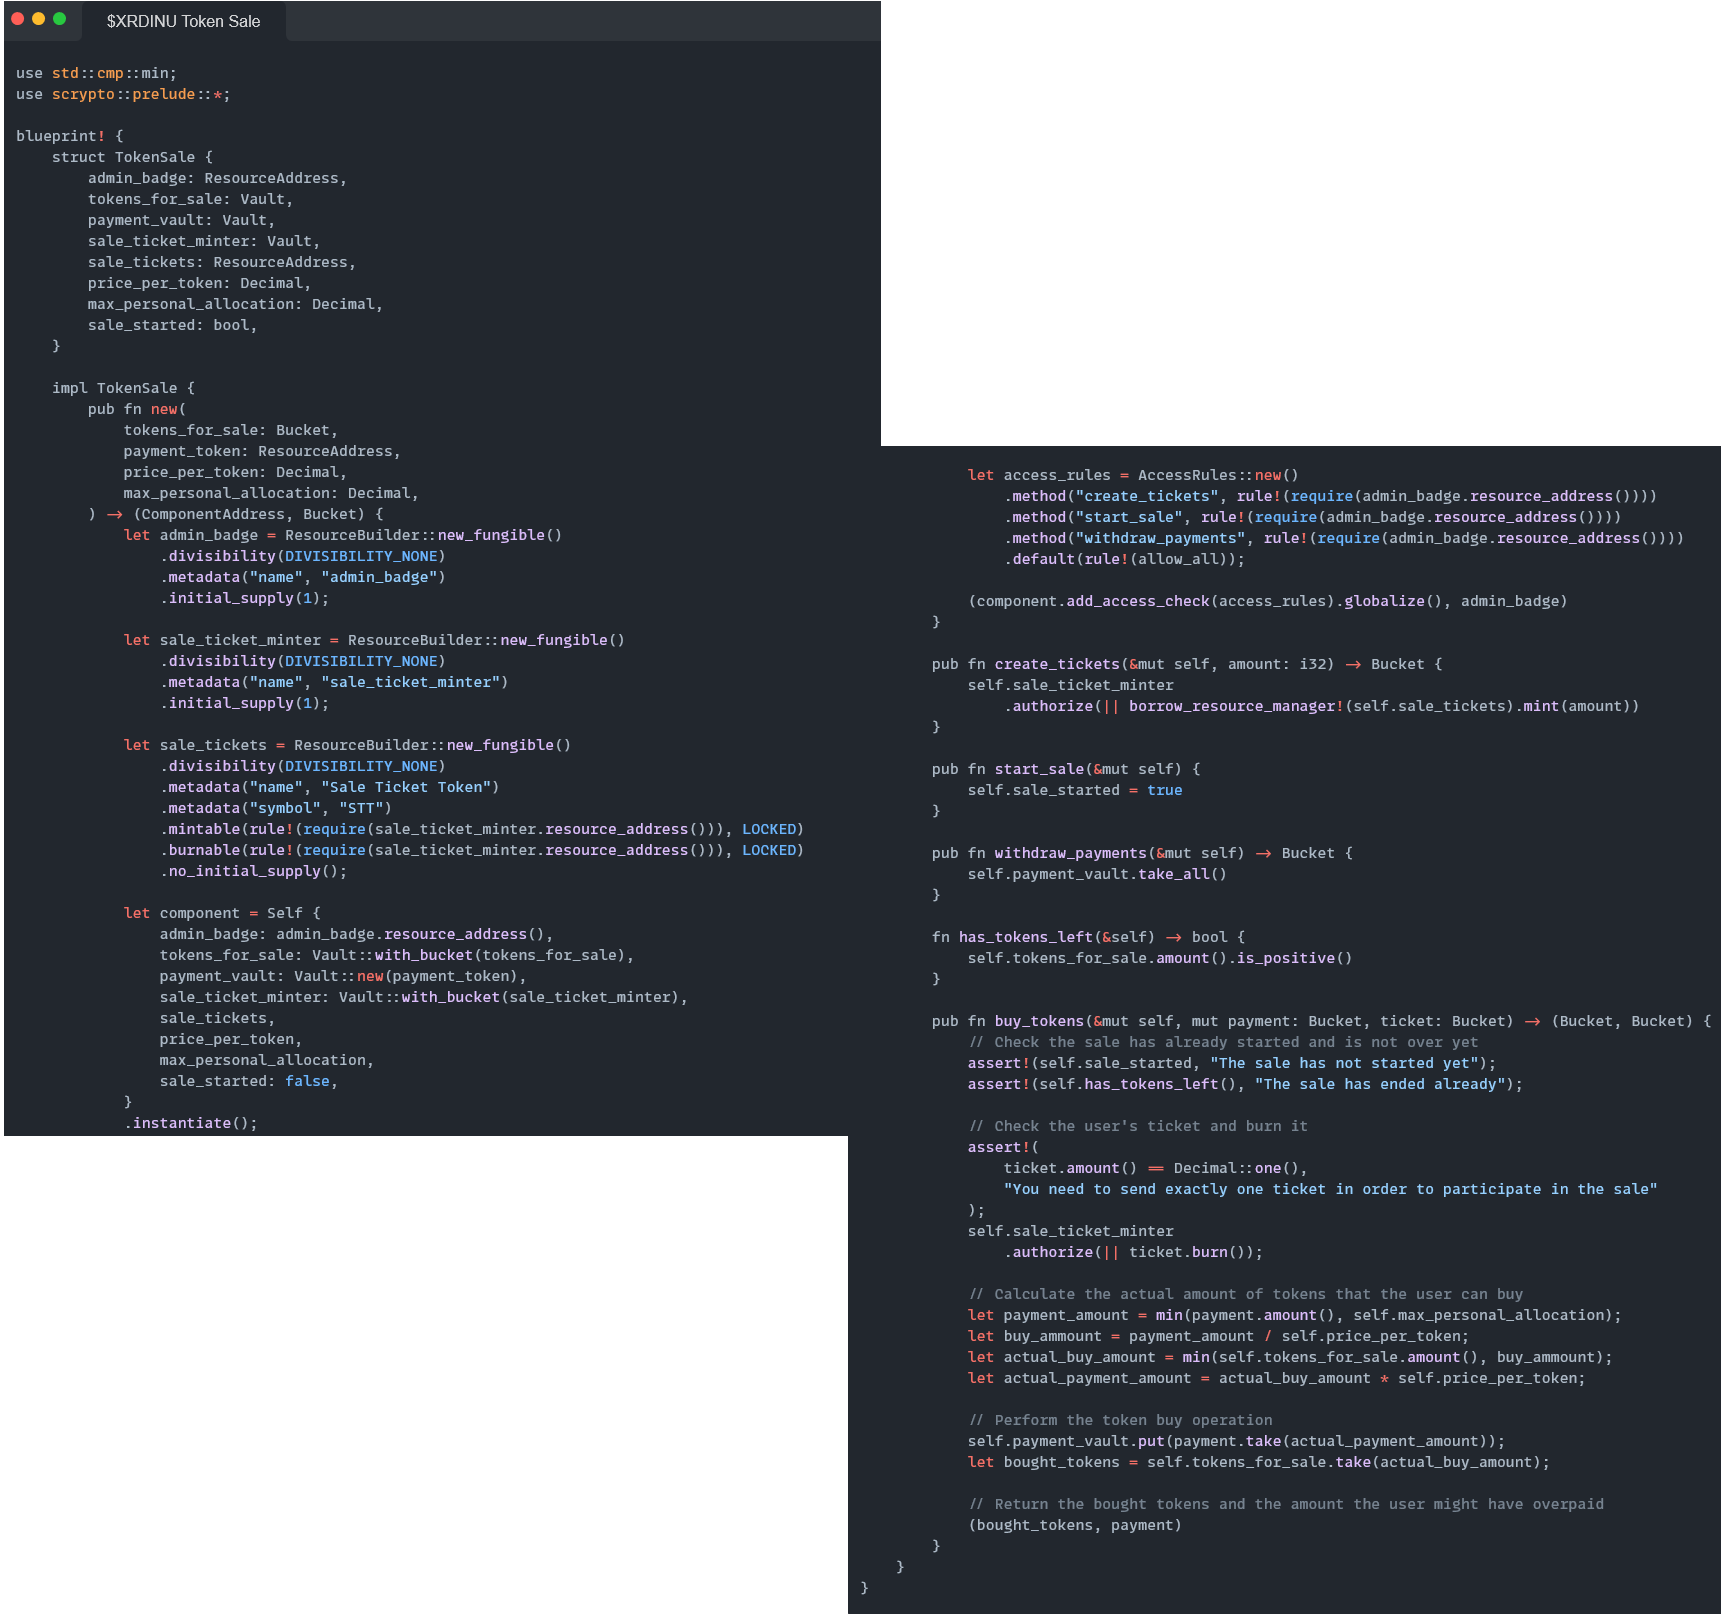 $XRDINU Token Sale
use std::cmp::min;
use scrypto::prelude::*;

blueprint! {
    struct TokenSale {
        admin_badge: ResourceAddress,
        tokens_for_sale: Vault,
        payment_vault: Vault,
        sale_ticket_minter: Vault,
        sale_tickets: ResourceAddress,
        price_per_token: Decimal,
        max_personal_allocation: Decimal,
        sale_started: bool,
    }

    impl TokenSale {
        pub fn new(
            tokens_for_sale: Bucket,
            payment_token: ResourceAddress,
            price_per_token: Decimal,
            max_personal_allocation: Decimal,
        ) -> (ComponentAddress, Bucket) {
            let admin_badge = ResourceBuilder::new_fungible()
                .divisibility(DIVISIBILITY_NONE)
                .metadata("name", "admin_badge")
                .initial_supply(1);

            let sale_ticket_minter = ResourceBuilder::new_fungible()
                .divisibility(DIVISIBILITY_NONE)
                .metadata("name", "sale_ticket_minter")
                .initial_supply(1);

            let sale_tickets = ResourceBuilder::new_fungible()
                .divisibility(DIVISIBILITY_NONE)
                .metadata("name", "Sale Ticket Token")
                .metadata("symbol", "STT")
                .mintable(rule!(require(sale_ticket_minter.resource_address())), LOCKED)
                .burnable(rule!(require(sale_ticket_minter.resource_address())), LOCKED)
                .no_initial_supply();

            let component = Self {
                admin_badge: admin_badge.resource_address(),
                tokens_for_sale: Vault::with_bucket(tokens_for_sale),
                payment_vault: Vault::new(payment_token),
                sale_ticket_minter: Vault::with_bucket(sale_ticket_minter),
                sale_tickets,
                price_per_token,
                max_personal_allocation,
                sale_started: false,
            }
            .instantiate();
            let access_rules = AccessRules::new()
                .method("create_tickets", rule!(require(admin_badge.resource_address())))
                .method("start_sale", rule!(require(admin_badge.resource_address())))
                .method("withdraw_payments", rule!(require(admin_badge.resource_address())))
                .default(rule!(allow_all));

            (component.add_access_check(access_rules).globalize(), admin_badge)
        }

        pub fn create_tickets(&mut self, amount: i32) -> Bucket {
            self.sale_ticket_minter
                .authorize(|| borrow_resource_manager!(self.sale_tickets).mint(amount))
        }

        pub fn start_sale(&mut self) {
            self.sale_started = true
        }

        pub fn withdraw_payments(&mut self) -> Bucket {
            self.payment_vault.take_all()
        }

        fn has_tokens_left(&self) -> bool {
            self.tokens_for_sale.amount().is_positive()
        }

        pub fn buy_tokens(&mut self, mut payment: Bucket, ticket: Bucket) -> (Bucket, Bucket) {
            // Check the sale has already started and is not over yet
            assert!(self.sale_started, "The sale has not started yet");
            assert!(self.has_tokens_left(), "The sale has ended already");

            // Check the user's ticket and burn it
            assert!(
                ticket.amount() == Decimal::one(),
                "You need to send exactly one ticket in order to participate in the sale"
            );
            self.sale_ticket_minter
                .authorize(|| ticket.burn());

            // Calculate the actual amount of tokens that the user can buy
            let payment_amount = min(payment.amount(), self.max_personal_allocation);
            let buy_ammount = payment_amount / self.price_per_token;
            let actual_buy_amount = min(self.tokens_for_sale.amount(), buy_ammount);
            let actual_payment_amount = actual_buy_amount * self.price_per_token;

            // Perform the token buy operation
            self.payment_vault.put(payment.take(actual_payment_amount));
            let bought_tokens = self.tokens_for_sale.take(actual_buy_amount);

            // Return the bought tokens and the amount the user might have overpaid
            (bought_tokens, payment)
        }
    }
}